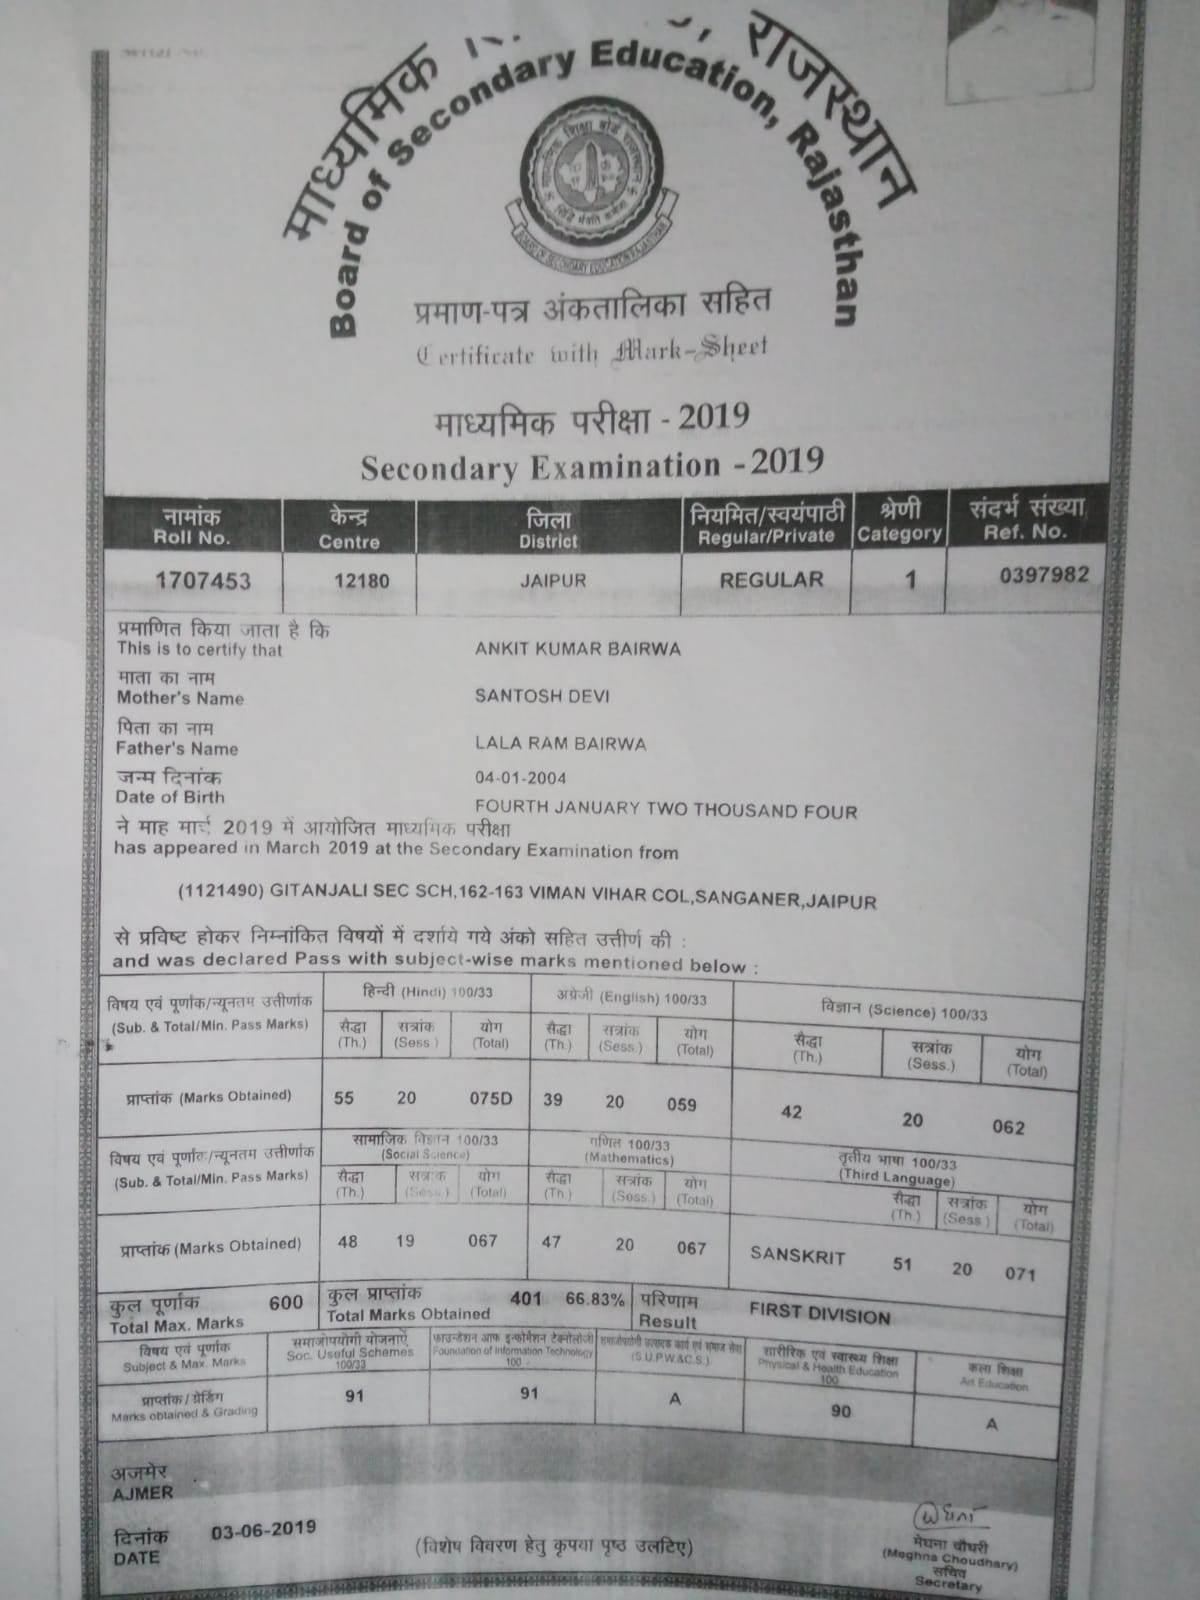 माध्यमिक राजस्थान
Board of Secondary Education, Rajasthan
माध्यमिक शिक्षा बोर्ड राजस्थान
BOARD OF SECONDARY EDUCATION RAJASTHAN
प्रमाण-पत्र अंकतालिका सहित
Certificate with Mark-Sheet
माध्यमिक परीक्षा - 2019
Secondary Examination - 2019
नामांक केन्द्र जिला नियमित/स्वयंपाठी श्रेणी संदर्भ संख्या
Roll No. Centre District Regular/Private Category Ref. No.
1707453 12180 JAIPUR REGULAR 1 0397982
प्रमाणित किया जाता है कि
This is to certify that ANKIT KUMAR BAIRWA
माता का नाम
Mother's Name SANTOSH DEVI
पिता का नाम
Father's Name LALA RAM BAIRWA
जन्म दिनांक 04-01-2004
Date of Birth FOURTH JANUARY TWO THOUSAND FOUR
ने माह मार्च 2019 में आयोजित माध्यमिक परीक्षा
has appeared in March 2019 at the Secondary Examination from
(1121490) GITANJALI SEC SCH,162-163 VIMAN VIHAR COL,SANGANER,JAIPUR
से प्रविष्ट होकर निम्नांकित विषयों में दर्शाये गये अंको सहित उत्तीर्ण की :
and was declared Pass with subject-wise marks mentioned below :
विषय एवं पूर्णांक/न्यूनतम उत्तीर्णांक हिन्दी (Hindi) 100/33 अंग्रेजी (English) 100/33 विज्ञान (Science) 100/33
(Sub. & Total/Min. Pass Marks) सैद्धा सत्रांक योग सैद्धा सत्रांक योग सैद्धा सत्रांक योग
(Th.) (Sess.) (Total) (Th.) (Sess.) (Total) (Th.) (Sess.) (Total)
प्राप्तांक (Marks Obtained) 55 20 075D 39 20 059 42 20 062
विषय एवं पूर्णांक/न्यूनतम उत्तीर्णांक सामाजिक विज्ञान 100/33 गणित 100/33 तृतीय भाषा 100/33
(Sub. & Total/Min. Pass Marks) (Social Science) (Mathematics) (Third Language)
सैद्धा सत्रांक योग सैद्धा सत्रांक योग सैद्धा सत्रांक योग
(Th.) (Sess.) (Total) (Th.) (Sess.) (Total) (Th.) (Sess.) (Total)
प्राप्तांक (Marks Obtained) 48 19 067 47 20 067 SANSKRIT 51 20 071
कुल पूर्णांक 600 कुल प्राप्तांक 401 66.83% परिणाम FIRST DIVISION
Total Max. Marks Total Marks Obtained Result
विषय एवं पूर्णांक समाजोपयोगी योजनाऐं फाउन्डेशन आफ इन्फोर्मेशन टेक्नोलोजी समाजोपयोगी उत्पादक कार्य एवं समाज सेवा शारीरिक एवं स्वास्थ्य शिक्षा कला शिक्षा
Subject & Max. Marks Soc. Useful Schemes Foundation of Information Technology (S.U.P.W.&C.S.) Physical & Health Education Art Education
100/33 100 100
प्राप्तांक / ग्रेडिंग 91 91 A 90 A
Marks obtained & Grading
अजमेर
AJMER
दिनांक 03-06-2019
DATE
(विशेष विवरण हेतु कृपया पृष्ठ उलटिए)
मेघना चौधरी
(Meghna Choudhary)
सचिव
Secretary